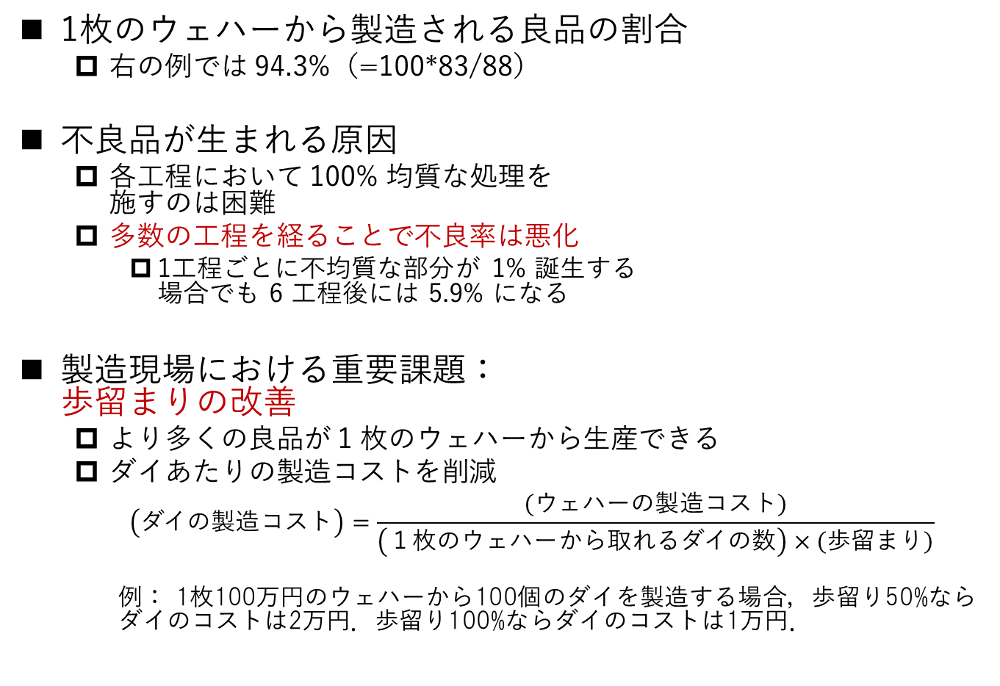 ■ 1枚のウェハーから製造される良品の割合
□ 右の例では 94.3%（=100*83/88）
■ 不良品が生まれる原因
□ 各工程において 100% 均質な処理を
施すのは困難
□ 多数の工程を経ることで不良率は悪化
□ 1工程ごとに不均質な部分が 1% 誕生する
場合でも 6 工程後には 5.9% になる
■ 製造現場における重要課題：
歩留まりの改善
□ より多くの良品が 1 枚のウェハーから生産できる
□ ダイあたりの製造コストを削減
(ウェハーの製造コスト)
(ダイの製造コスト) =
(1 枚のウェハーから取れるダイの数) × (歩留まり)
例： 1枚100万円のウェハーから100個のダイを製造する場合，歩留り50%なら
ダイのコストは2万円．歩留り100%ならダイのコストは1万円．